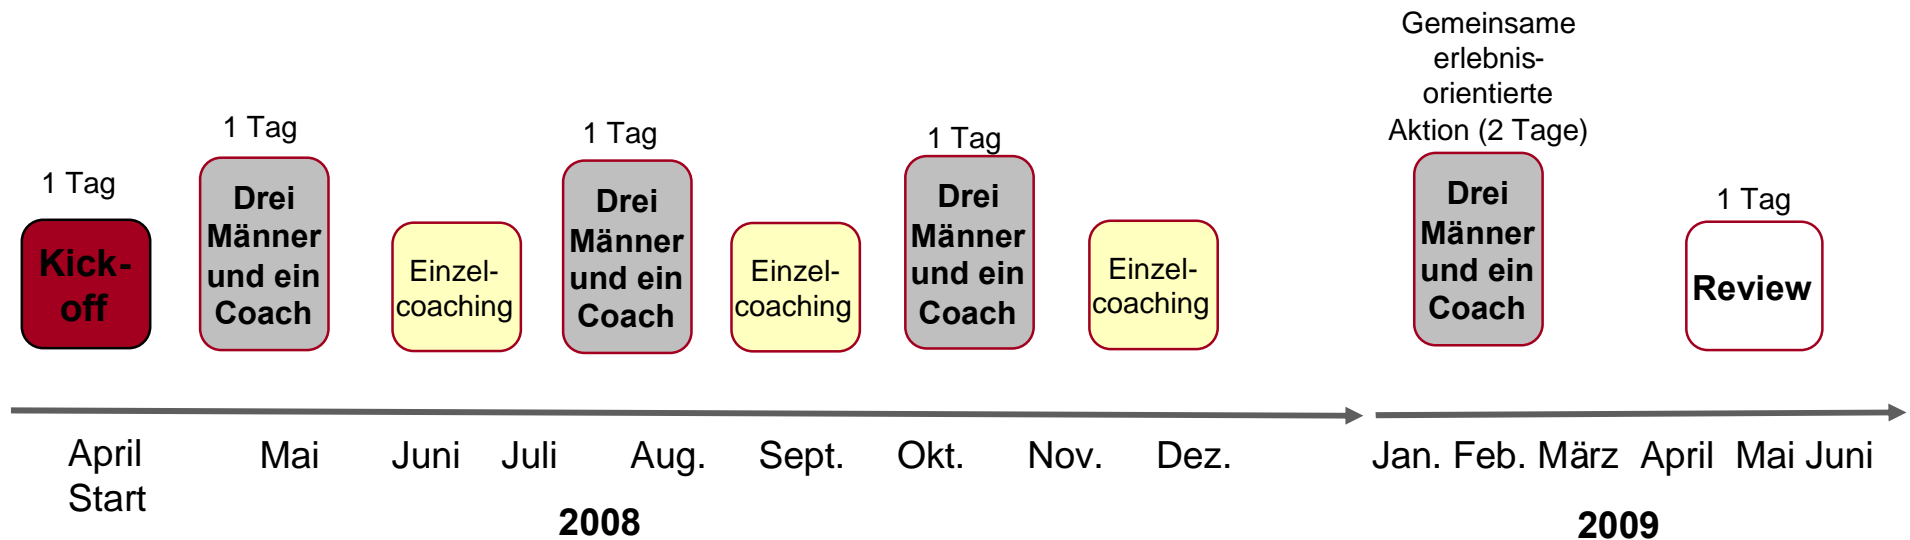 1 Tag
Kick-
off
1 Tag
Drei
Männer
und ein
Coach
Einzel-
coaching
1 Tag
Drei
Männer
und ein
Coach
Einzel-
coaching
1 Tag
Drei
Männer
und ein
Coach
Einzel-
coaching
Gemeinsame
erlebnis-
orientierte
Aktion (2 Tage)
Drei
Männer
und ein
Coach
1 Tag
Review
April
Start
Mai
Juni
Juli
Aug.
Sept.
Okt.
Nov.
Dez.
2008
Jan. Feb. März April Mai Juni
2009